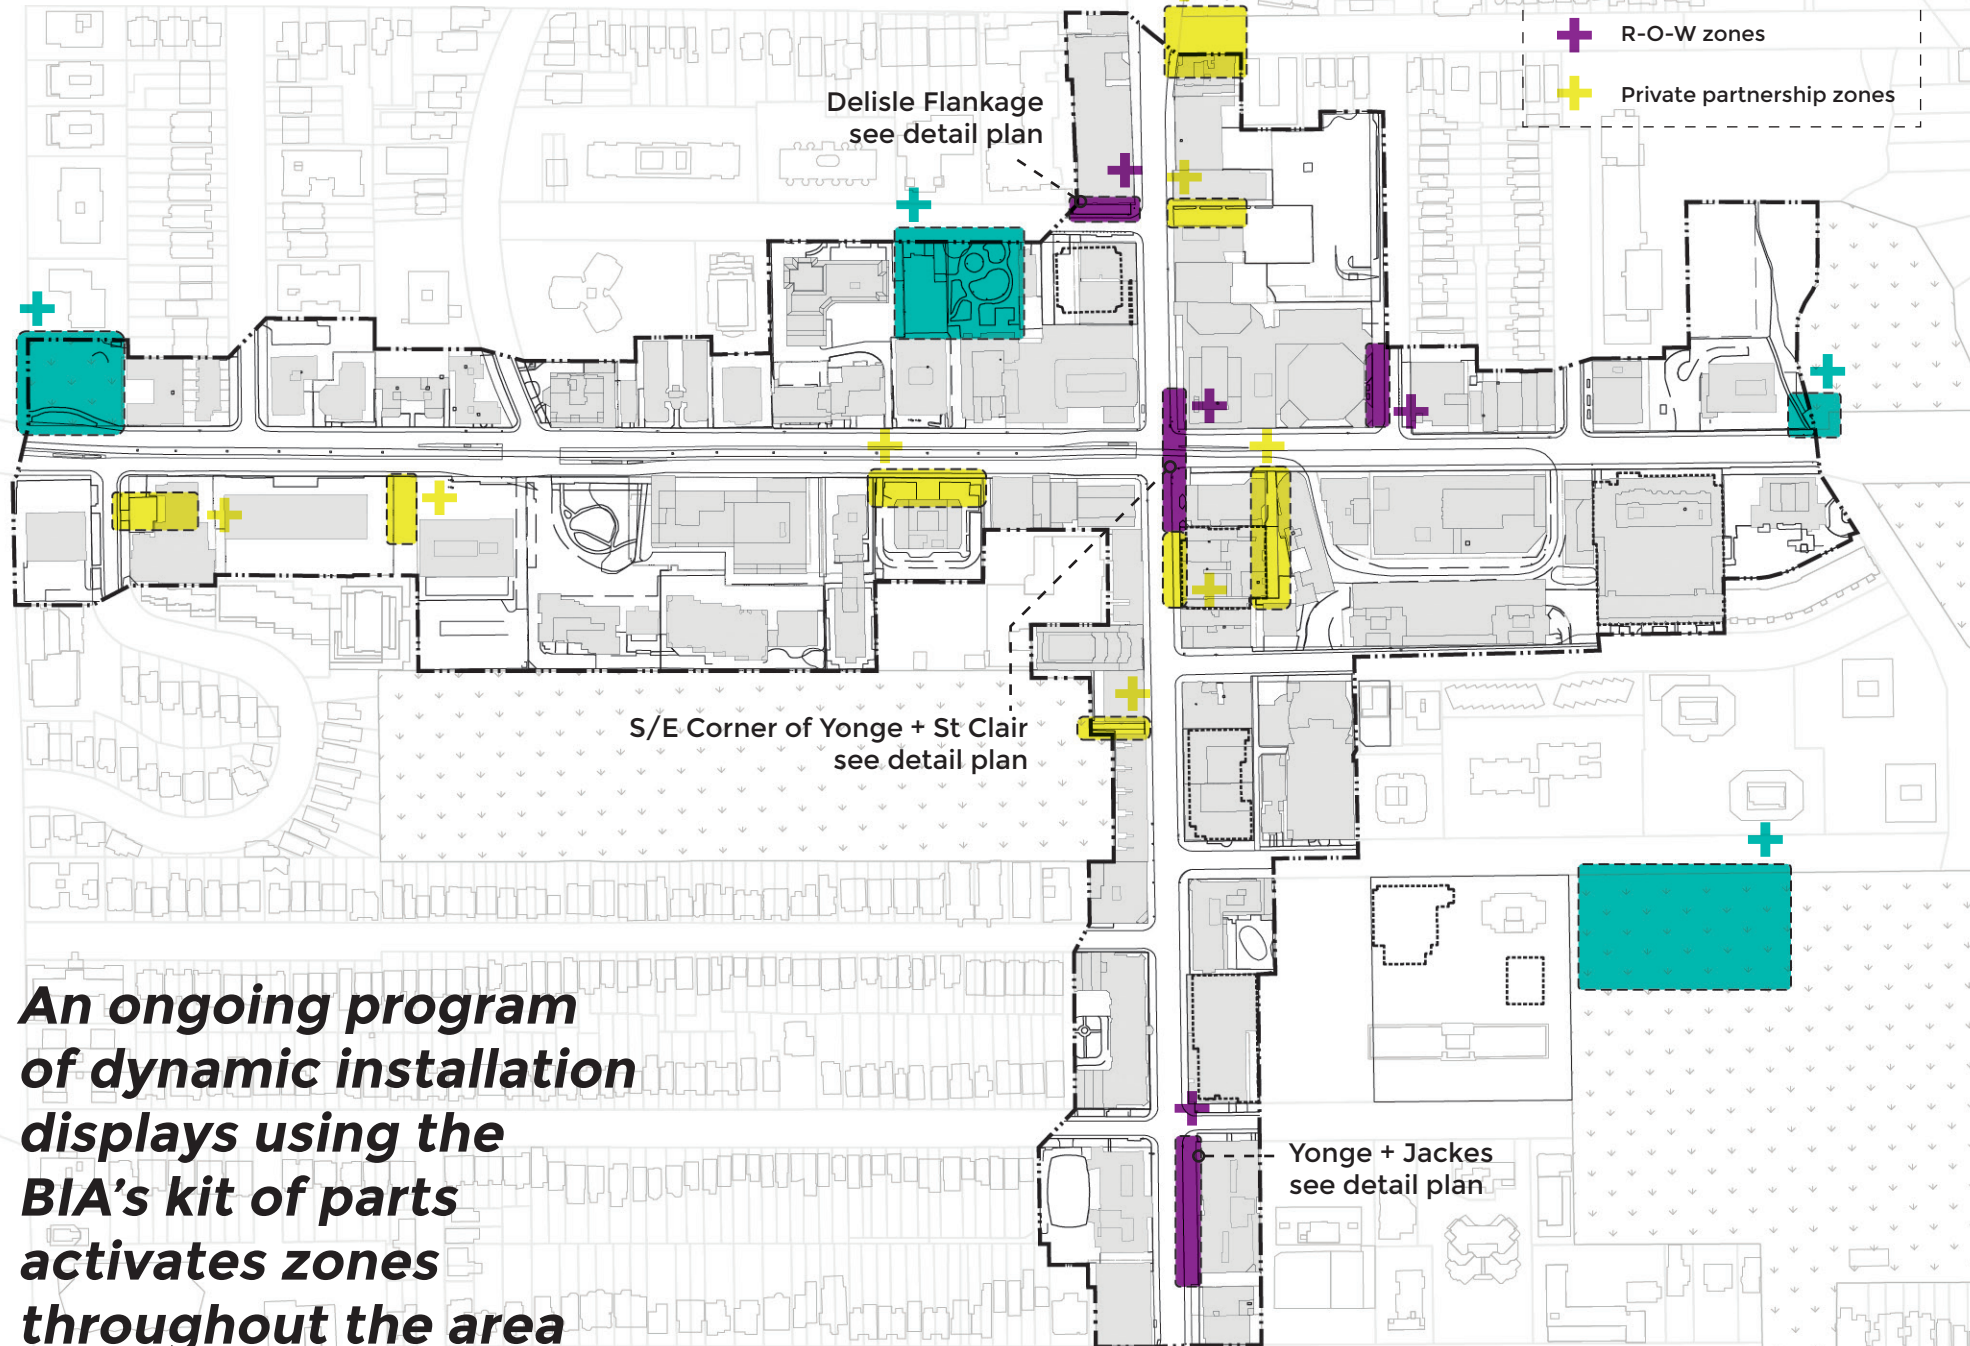 R-O-W zones
Private partnership zones
Delisle Flankage
see detail plan
S/E Corner of Yonge + St Clair
see detail plan
Yonge + Jackes
see detail plan
An ongoing program
of dynamic installation
displays using the
BIA’s kit of parts
activates zones
throughout the area